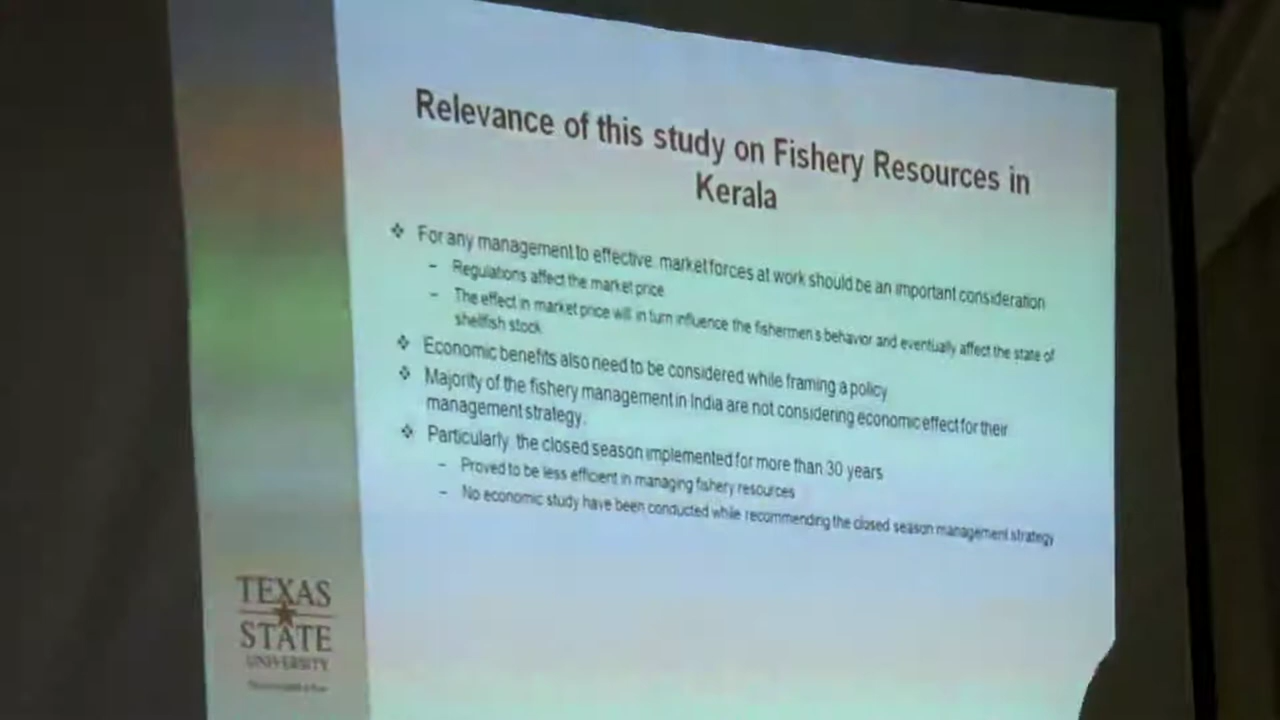 Relevance of this study on Fishery Resources in
Kerala
❖ For any management to effective, market forces at work should be an important consideration
– Regulations affect the market price
– The effect in market price will in turn influence the fishermen's behavior and eventually affect the state of
shellfish stock
❖ Economic benefits also need to be considered while framing a policy
❖ Majority of the fishery management in India are not considering economic effect for their
management strategy.
❖ Particularly, the closed season implemented for more than 30 years
– Proved to be less efficient in managing fishery resources
– No economic study have been conducted while recommending the closed season management strategy
TEXAS
STATE
UNIVERSITY